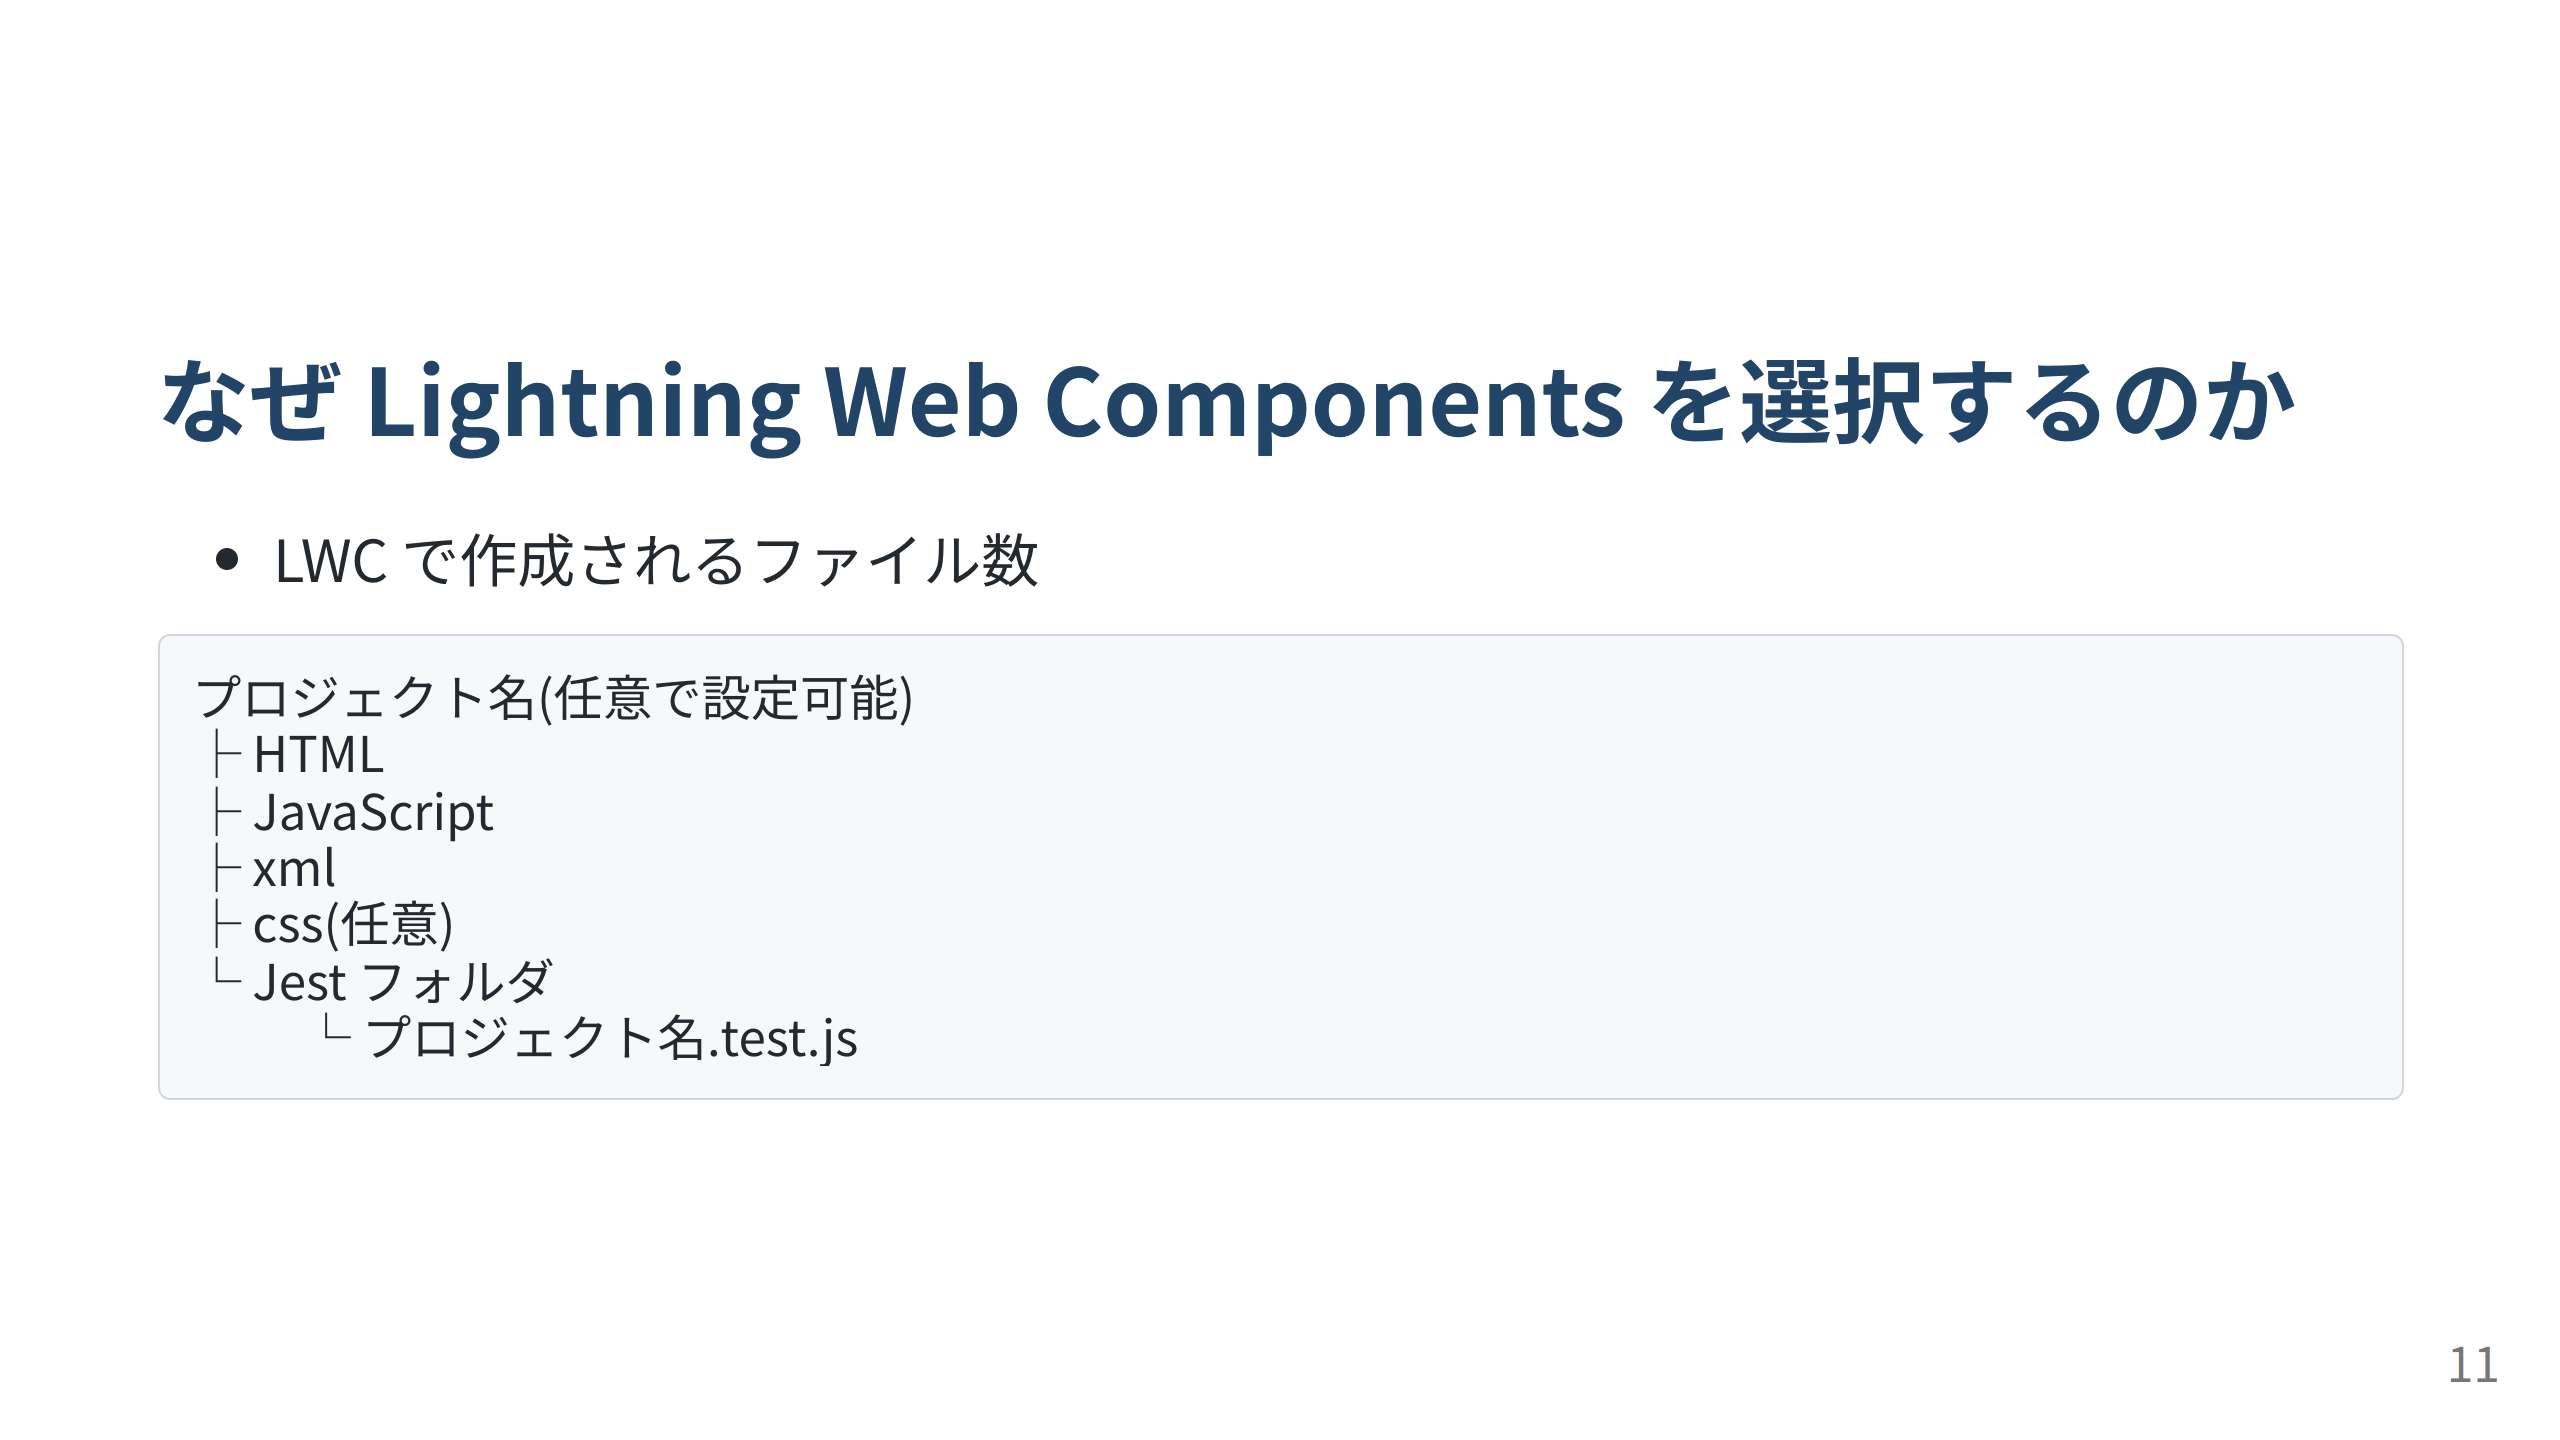 なぜ Lightning Web Components を選択するのか
• LWC で作成されるファイル数
プロジェクト名(任意で設定可能)
├ HTML
├ JavaScript
├ xml
├ css(任意)
└ Jest フォルダ
└ プロジェクト名.test.js
11